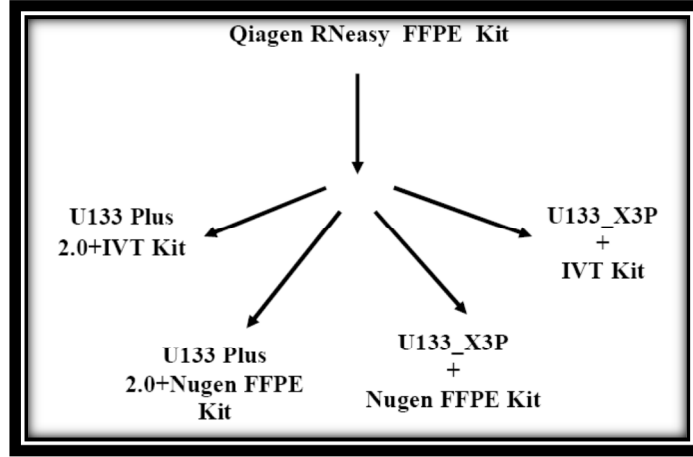 Qiagen RNeasy FFPE Kit
U133 Plus
2.0+IVT Kit
U133 Plus
2.0+Nugen FFPE
Kit
U133_X3P
+
Nugen FFPE Kit
U133_X3P
+
IVT Kit